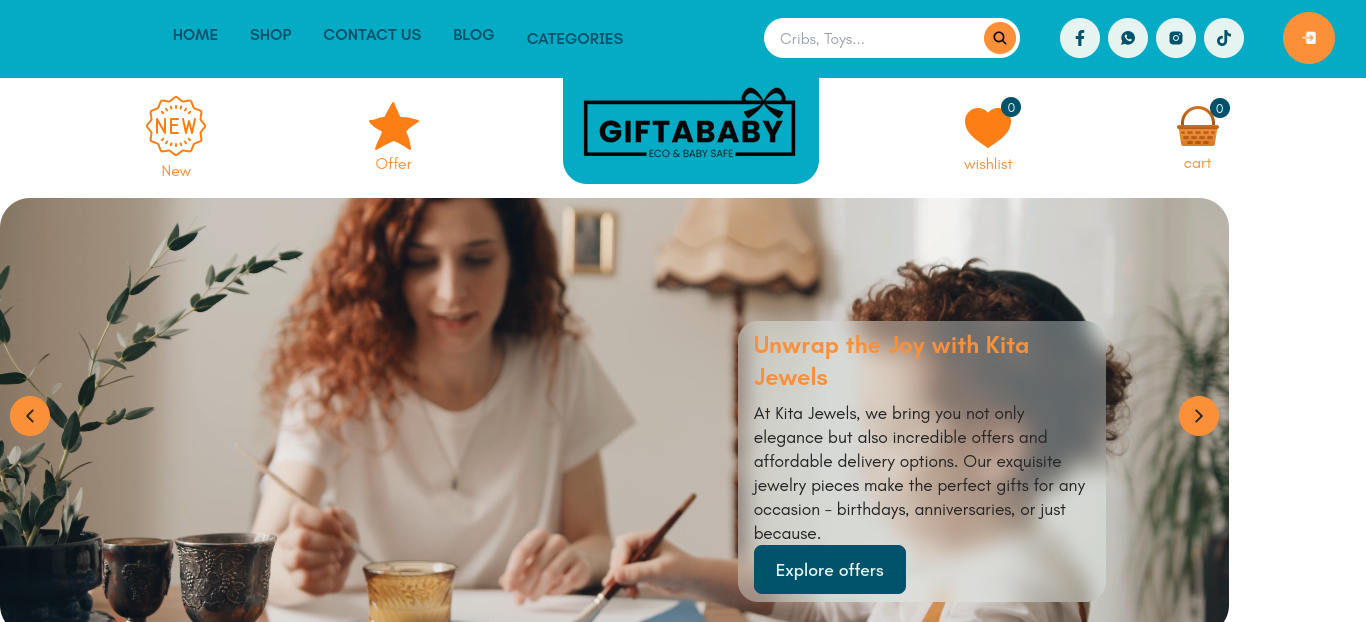 HOME SHOP CONTACT US BLOG CATEGORIES
Cribs, Toys...
NEW
New
Offer
GIFTABABY
ECO & BABY SAFE
0
wishlist
0
cart
Unwrap the Joy with Kita
Jewels
At Kita Jewels, we bring you not only
elegance but also incredible offers and
affordable delivery options. Our exquisite
jewelry pieces make the perfect gifts for any
occasion - birthdays, anniversaries, or just
because.
Explore offers